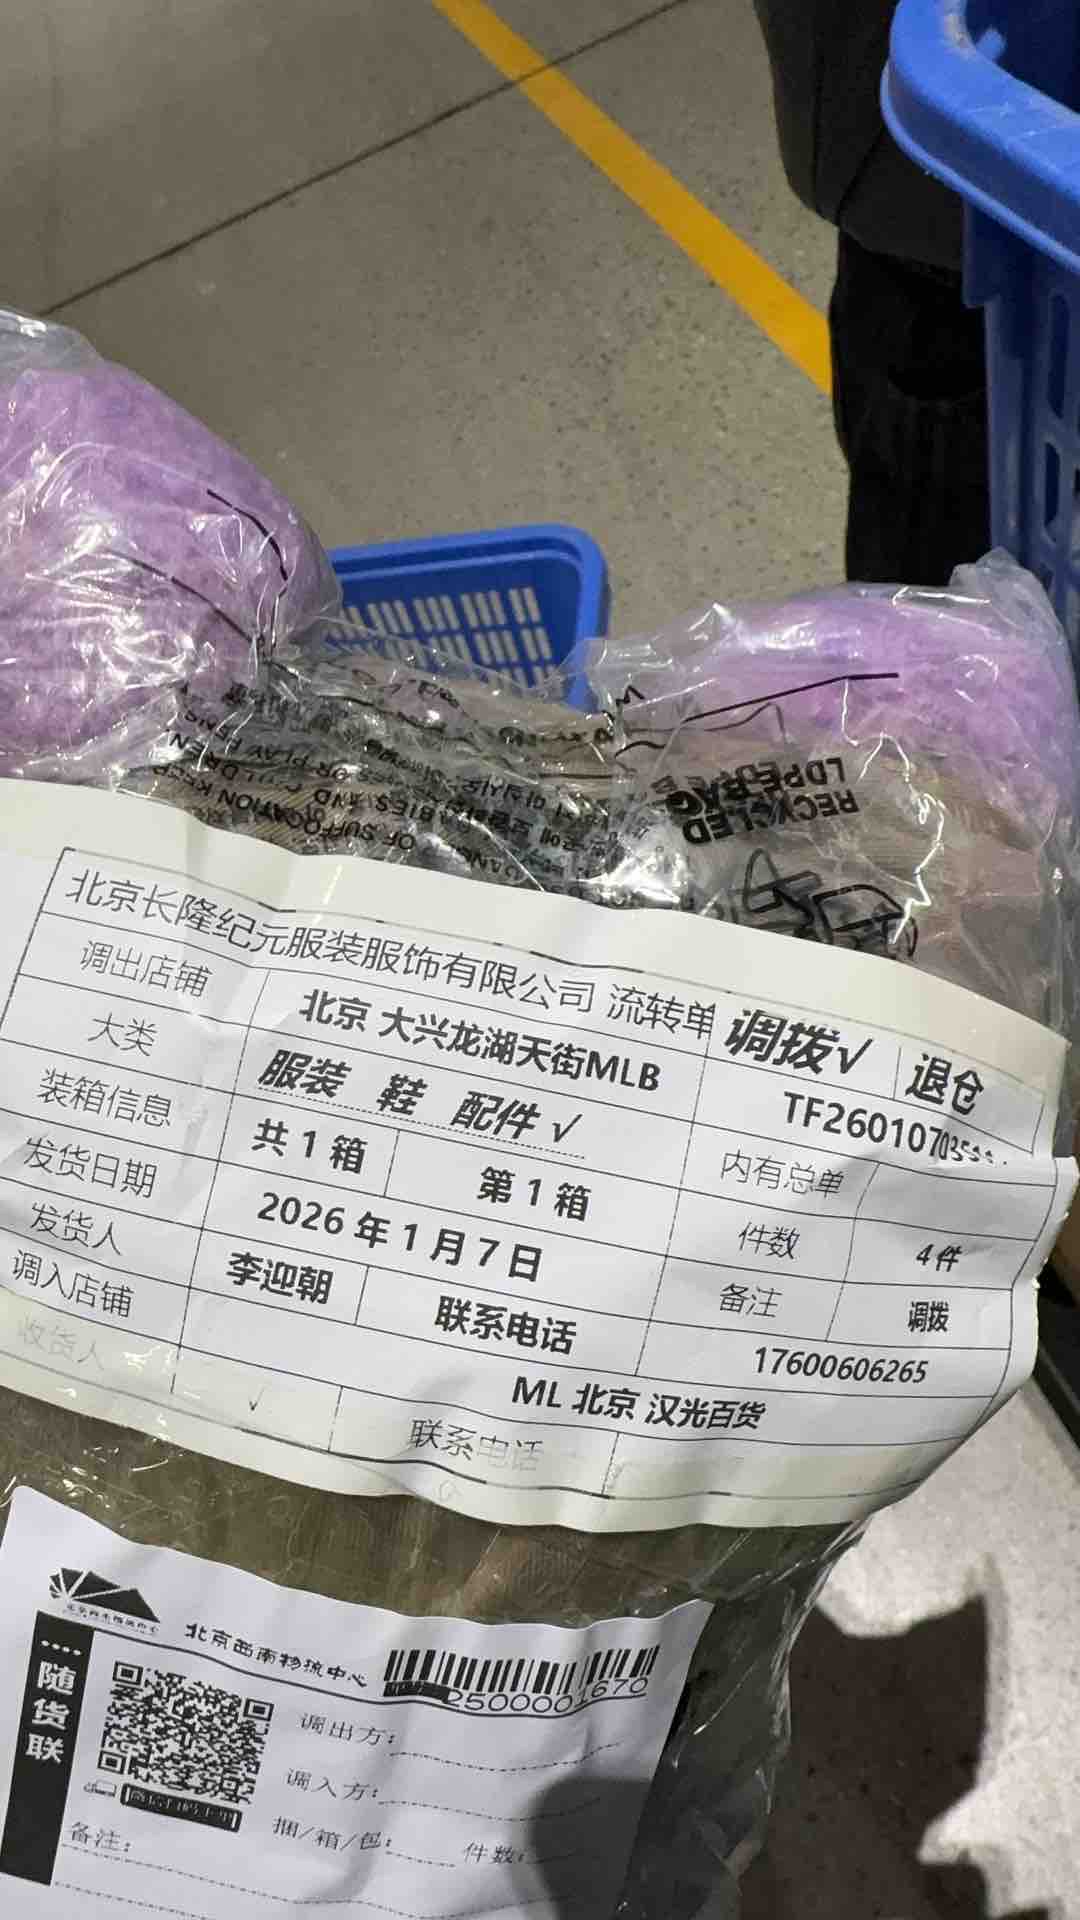 RECYCLED
LDPE BAG
北京长隆纪元服装服饰有限公司 流转单 调拨√ 退仓
调出店铺 北京 大兴龙湖天街MLB TF26010703
大类 服装 鞋 配件 √ 内有总单
装箱信息 共 1 箱 第 1 箱 件数 4 件
发货日期 2026 年 1 月 7 日 备注 调拨
发货人 李迎朝 联系电话 17600606265
调入店铺 ML 北京 汉光百货
收货人 联系电话
北京西南物流中心
2500001670
随货联
调出方:
调入方:
捆/箱/包: 件数:
备注: